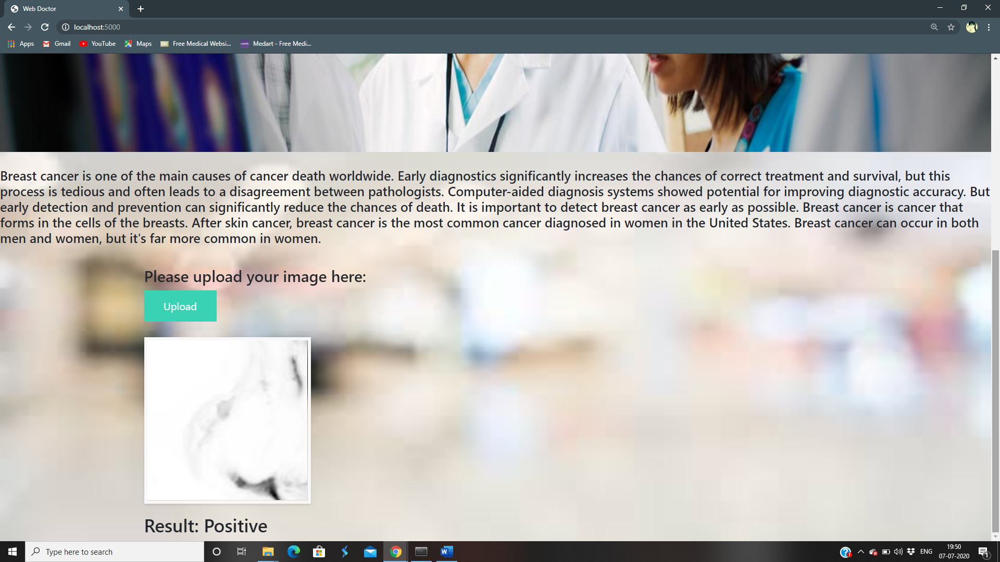 Web Doctor
localhost:5000
Apps
Gmail
YouTube
Maps
Free Medical Websi...
Medart - Free Medi...
Breast cancer is one of the main causes of cancer death worldwide. Early diagnostics significantly increases the chances of correct treatment and survival, but this
process is tedious and often leads to a disagreement between pathologists. Computer-aided diagnosis systems showed potential for improving diagnostic accuracy. But
early detection and prevention can significantly reduce the chances of death. It is important to detect breast cancer as early as possible. Breast cancer is cancer that
forms in the cells of the breasts. After skin cancer, breast cancer is the most common cancer diagnosed in women in the United States. Breast cancer can occur in both
men and women, but it's far more common in women.
Please upload your image here:
Upload
Result: Positive
Type here to search
ENG
19:50
07-07-2020
1